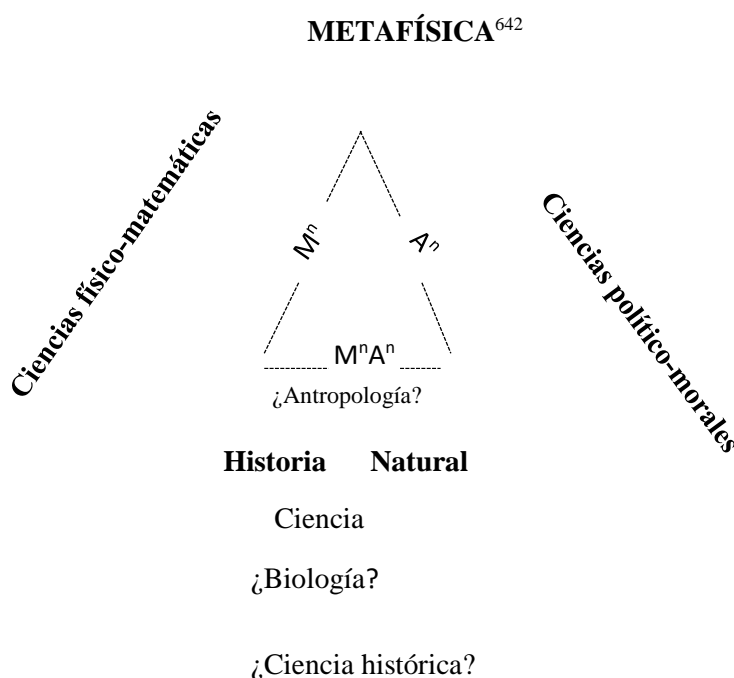 METAFÍSICA⁶⁴²
Ciencias físico-matemáticas
Mⁿ
Aⁿ
Ciencias político-morales
MⁿAⁿ
¿Antropología?
Historia Natural
Ciencia
¿Biología?
¿Ciencia histórica?